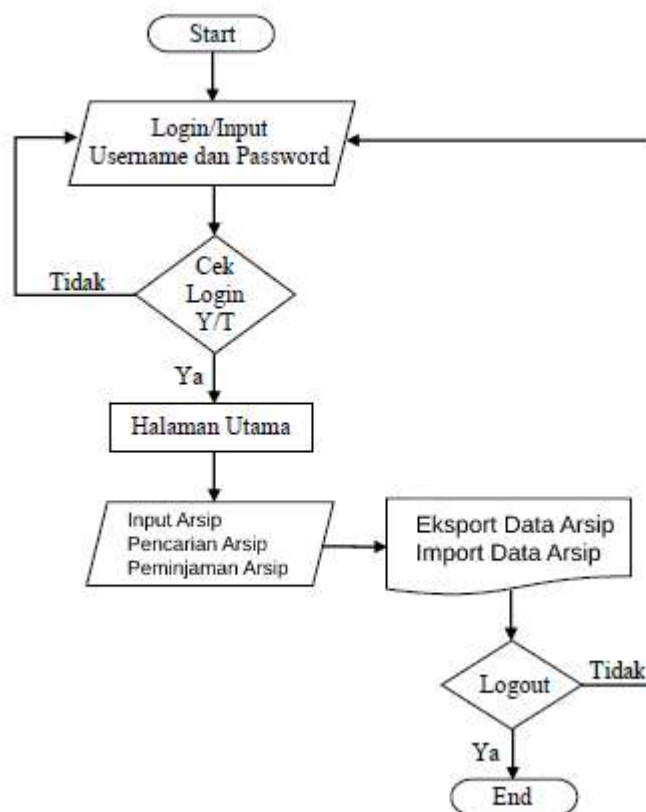 Start
Login/Input
Username dan Password
Tidak
Cek
Login
Y/T
Ya
Halaman Utama
Input Arsip
Pencarian Arsip
Peminjaman Arsip
Eksport Data Arsip
Import Data Arsip
Logout
Tidak
Ya
End